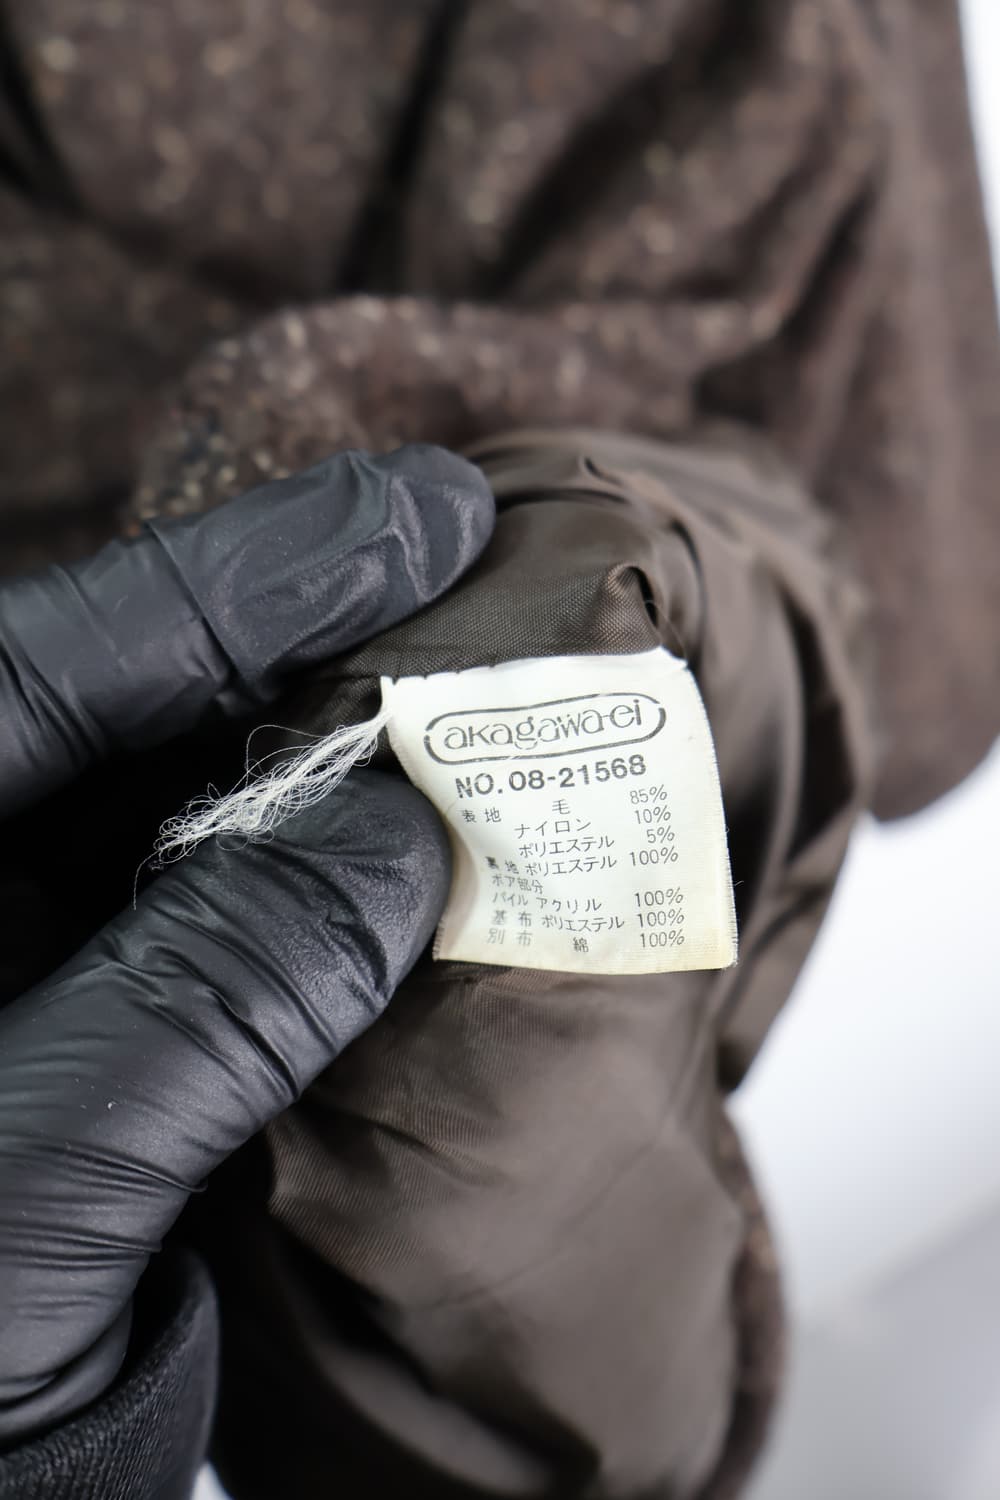 akagawa-ei
NO. 08-21568
表地 毛 85%
ナイロン 10%
ポリエステル 5%
裏地 ポリエステル 100%
ボア部分
パイル アクリル 100%
基布 ポリエステル 100%
別布 綿 100%